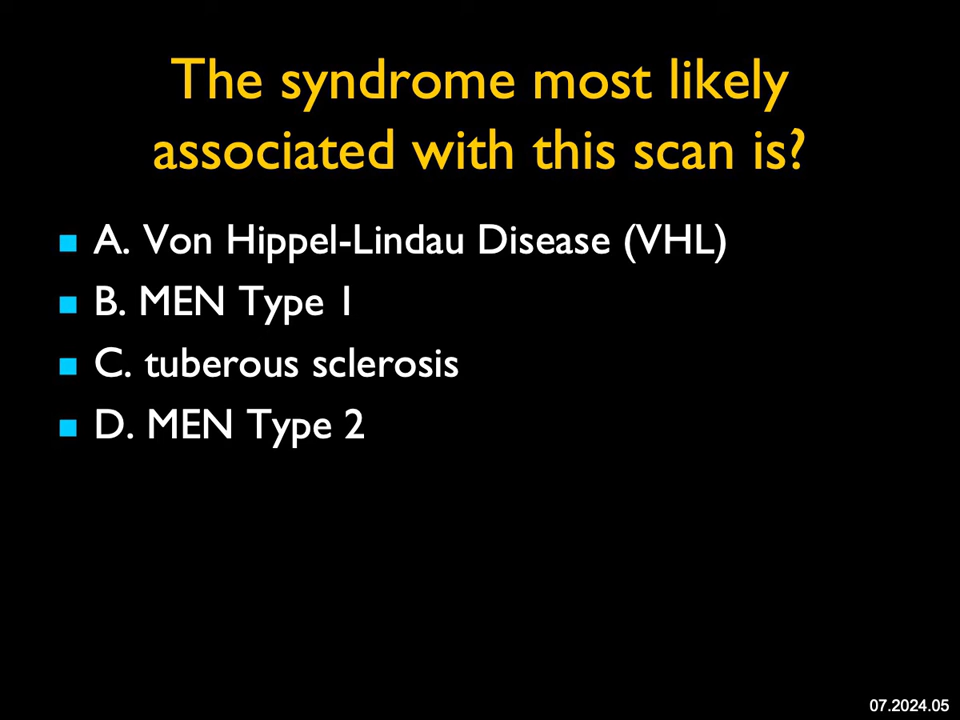 The syndrome most likely
associated with this scan is?
A. Von Hippel-Lindau Disease (VHL)
B. MEN Type 1
C. tuberous sclerosis
D. MEN Type 2
07.2024.05